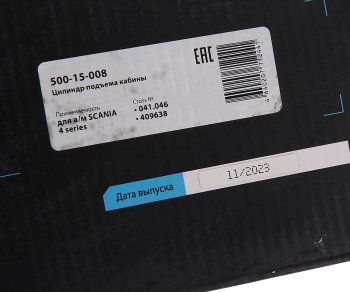 500-15-008
Цилиндр подъема кабины
Применяемость
для а/м SCANIA
4 series
Cross №
• 041.046
• 409638
EAC
Дата выпуска
11/2023